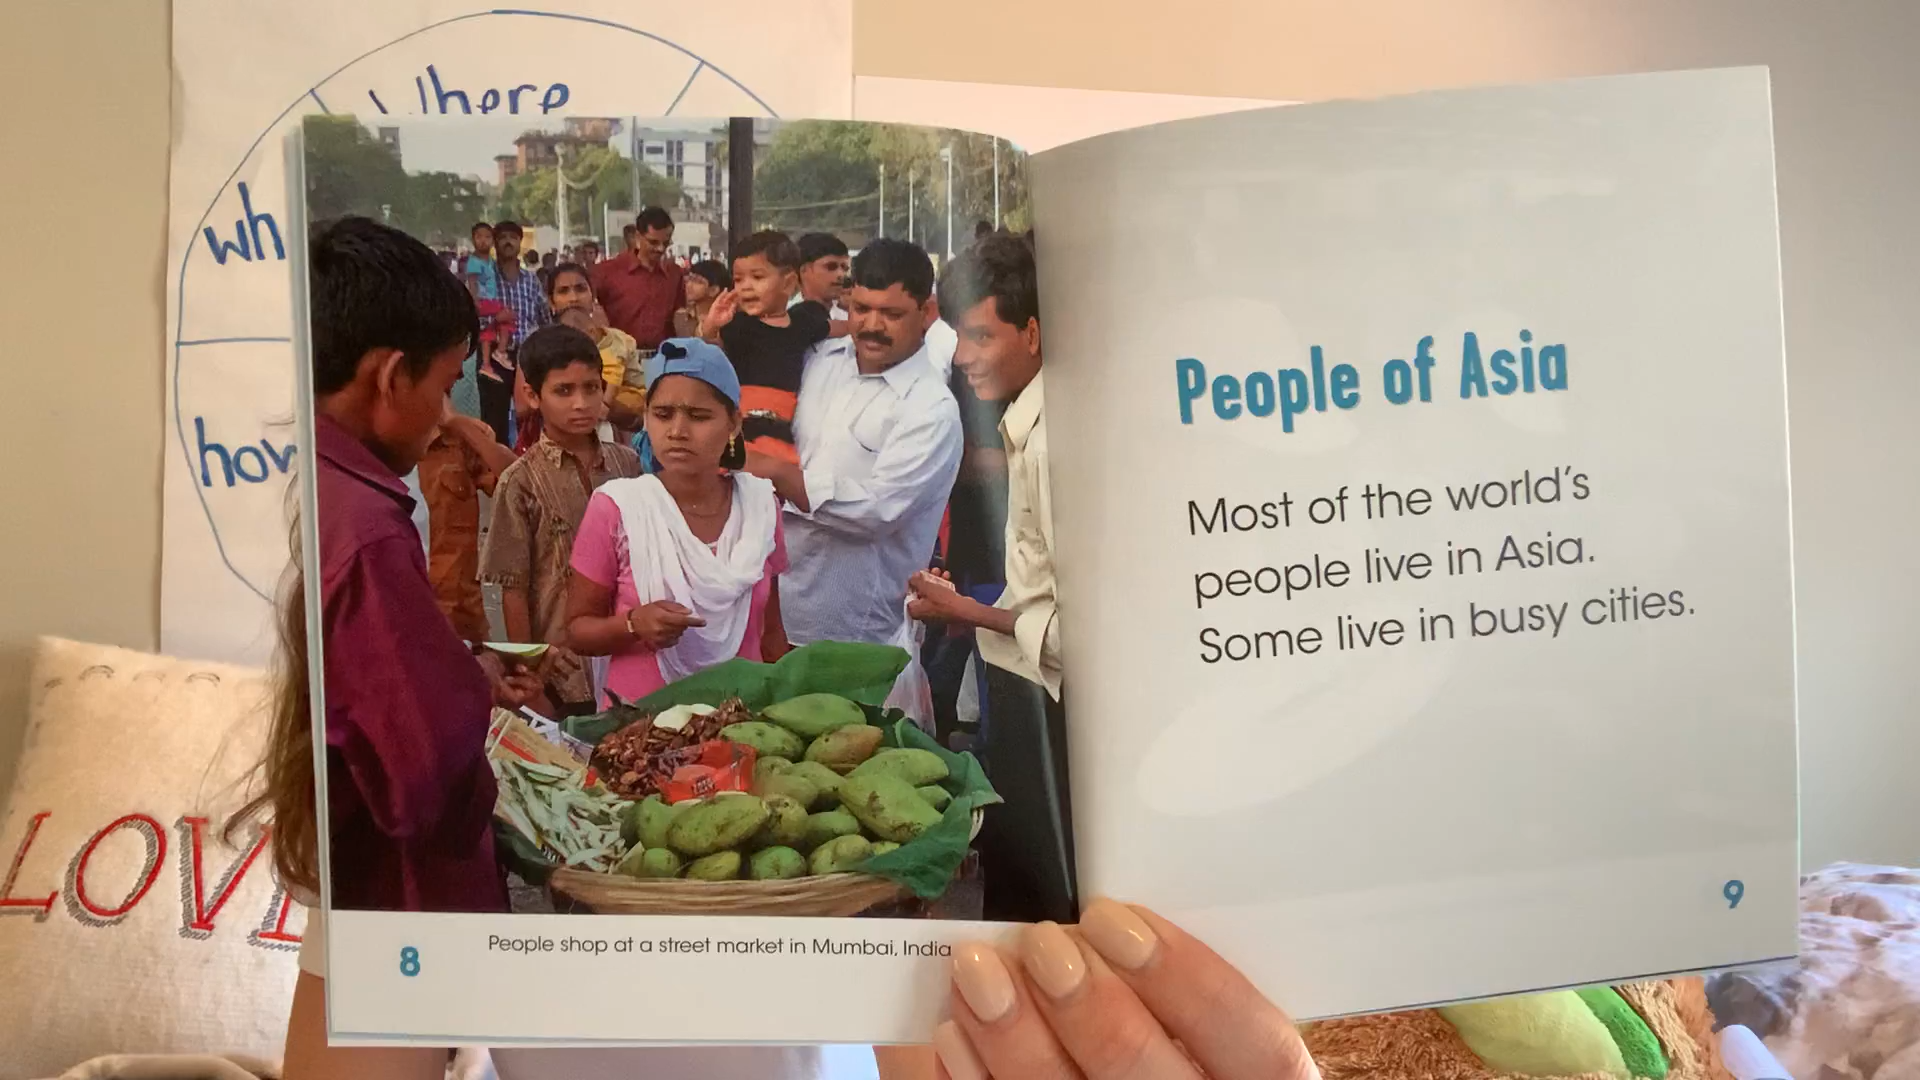 Where
wh
how
LOVE
People of Asia
Most of the world's
people live in Asia.
Some live in busy cities.
8
People shop at a street market in Mumbai, India
9